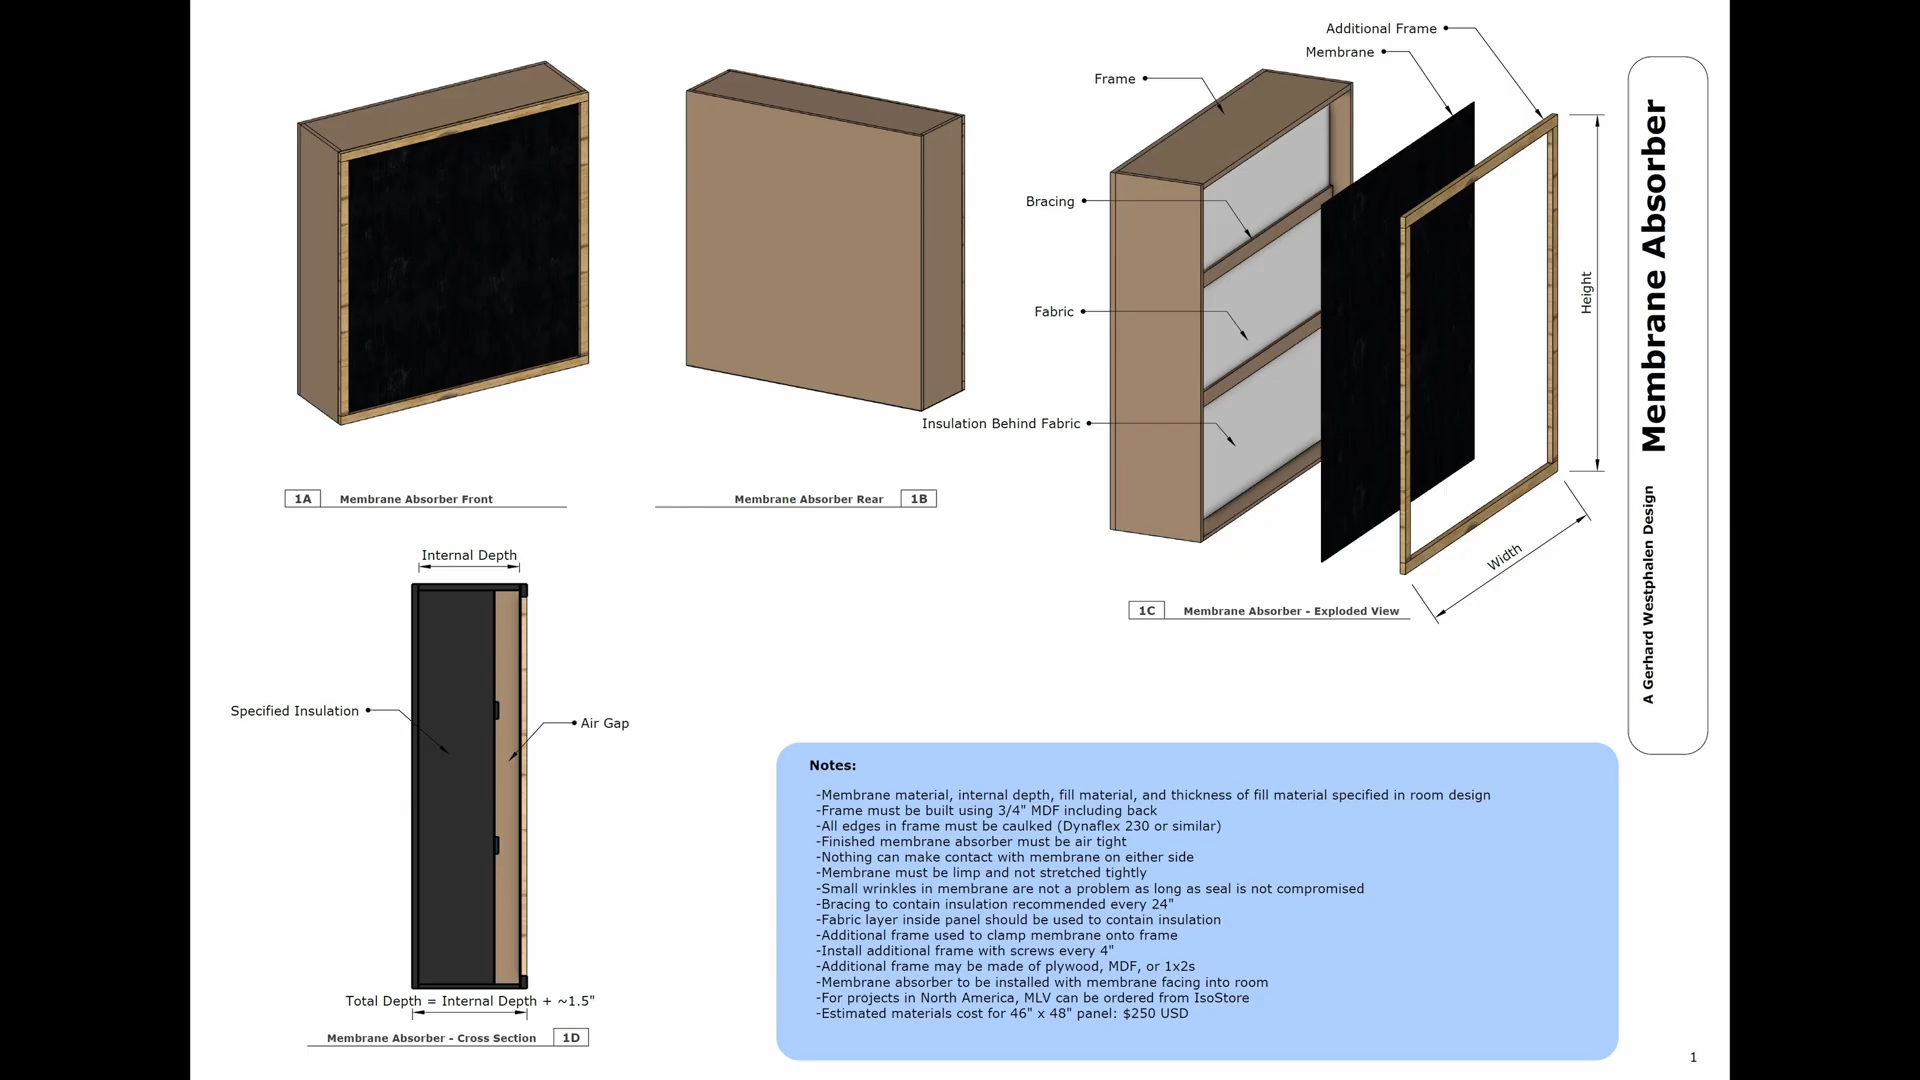 Additional Frame
Membrane
Frame
Bracing
Fabric
Insulation Behind Fabric
Height
Width
1A Membrane Absorber Front
Membrane Absorber Rear 1B
1C Membrane Absorber - Exploded View
Membrane Absorber
A Gerhard Westphalen Design
Internal Depth
Specified Insulation
Air Gap
Total Depth = Internal Depth + ~1.5"
Membrane Absorber - Cross Section 1D
Notes:
-Membrane material, internal depth, fill material, and thickness of fill material specified in room design
-Frame must be built using 3/4" MDF including back
-All edges in frame must be caulked (Dynaflex 230 or similar)
-Finished membrane absorber must be air tight
-Nothing can make contact with membrane on either side
-Membrane must be limp and not stretched tightly
-Small wrinkles in membrane are not a problem as long as seal is not compromised
-Bracing to contain insulation recommended every 24"
-Fabric layer inside panel should be used to contain insulation
-Additional frame used to clamp membrane onto frame
-Install additional frame with screws every 4"
-Additional frame may be made of plywood, MDF, or 1x2s
-Membrane absorber to be installed with membrane facing into room
-For projects in North America, MLV can be ordered from IsoStore
-Estimated materials cost for 46" x 48" panel: $250 USD
1